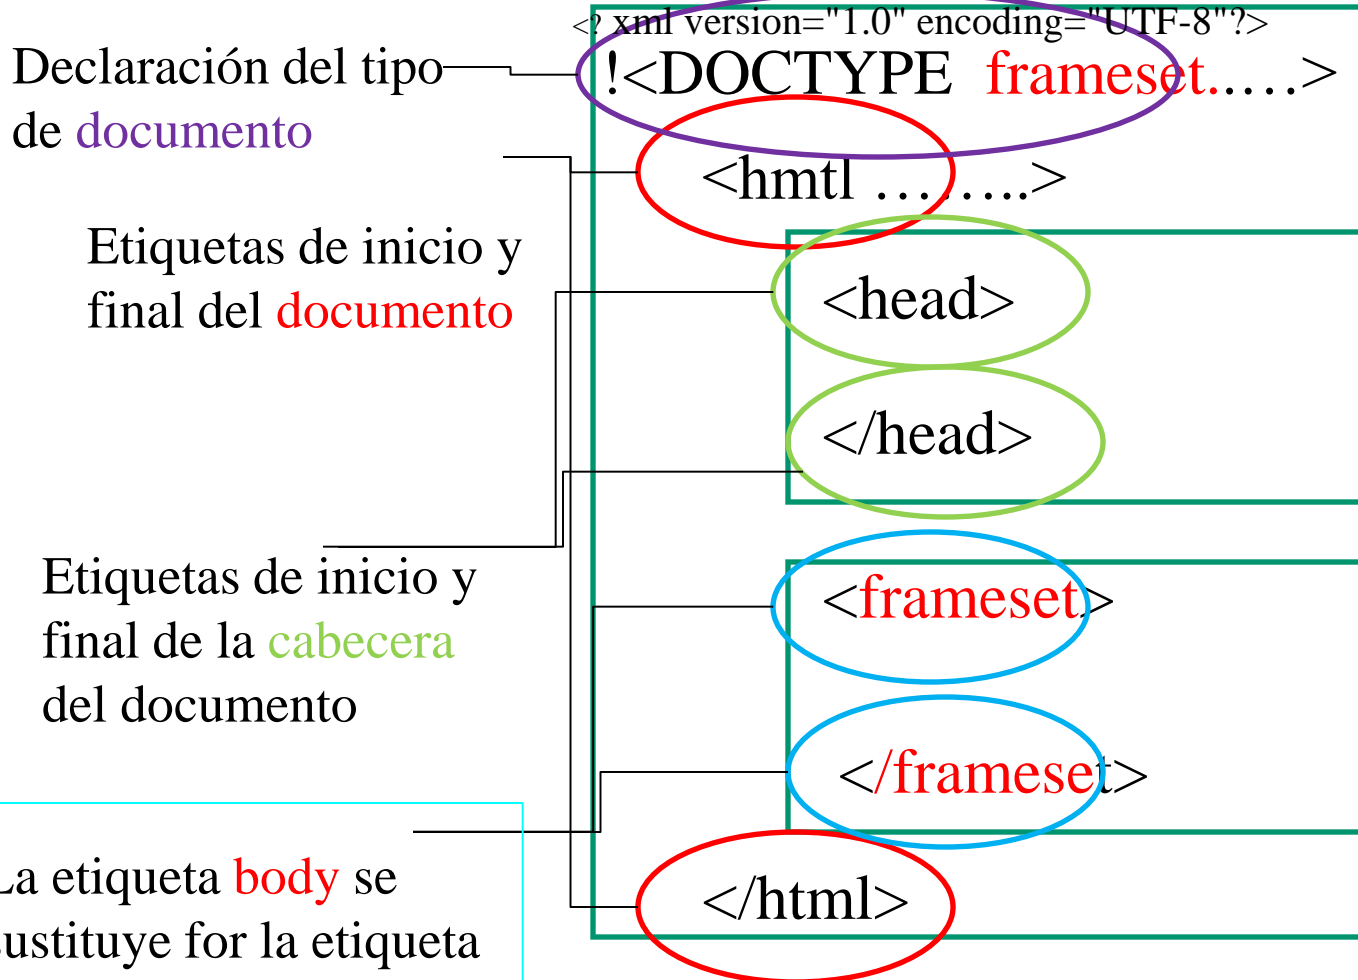 <? xml version="1.0" encoding="UTF-8"?>
Declaración del tipo
de documento
!<DOCTYPE frameset..….>
<hmtl ……..>
Etiquetas de inicio y
final del documento
<head>
</head>
Etiquetas de inicio y
final de la cabecera
del documento
<frameset>
</frameset>
La etiqueta body se
sustituye for la etiqueta
</html>